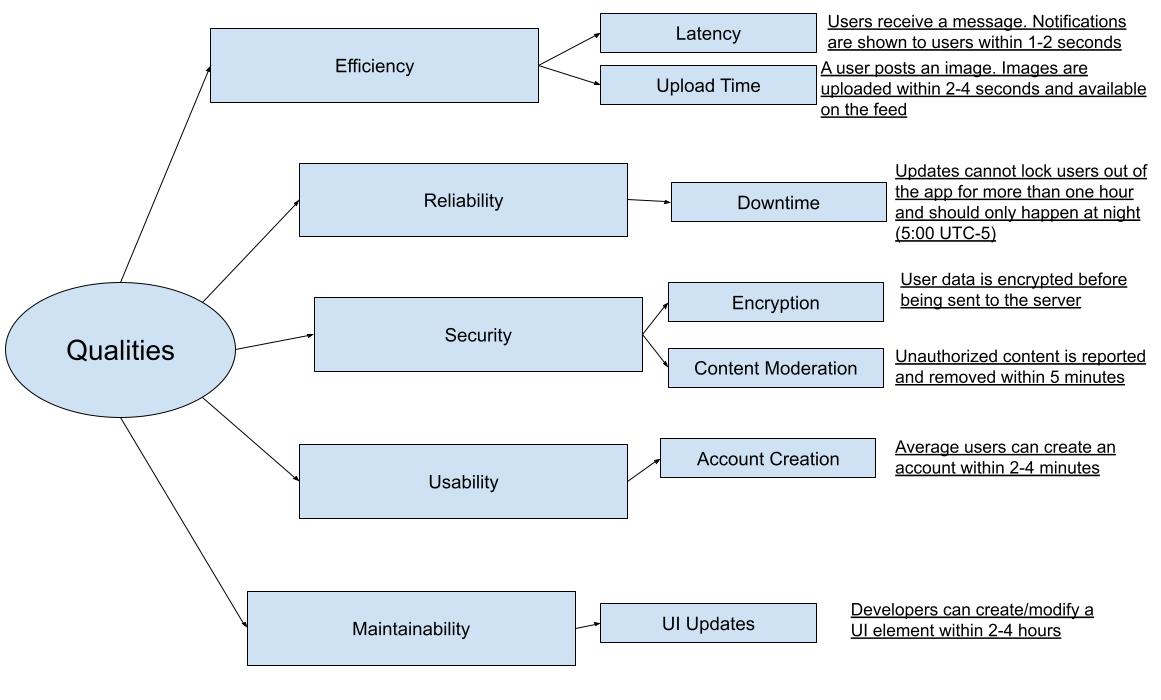 Qualities
Efficiency
Latency
Users receive a message. Notifications
are shown to users within 1-2 seconds
Upload Time
A user posts an image. Images are
uploaded within 2-4 seconds and available
on the feed
Reliability
Downtime
Updates cannot lock users out of
the app for more than one hour
and should only happen at night
(5:00 UTC-5)
Security
Encryption
User data is encrypted before
being sent to the server
Content Moderation
Unauthorized content is reported
and removed within 5 minutes
Usability
Account Creation
Average users can create an
account within 2-4 minutes
Maintainability
UI Updates
Developers can create/modify a
UI element within 2-4 hours